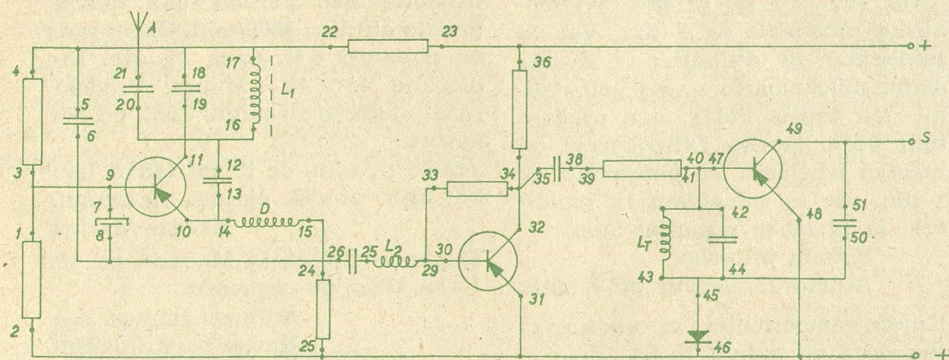 A
22 23 +
4 21 18 17 36
5 20 19 L1
6 16 49 S
12 11 34 35 38 40 47
3 9 13 33 39 41
7 51
8 10 14 D 15 32 LT 42 48
1 26 25 L2 30 50
24 29 43 44
31 45
2 25 46
+